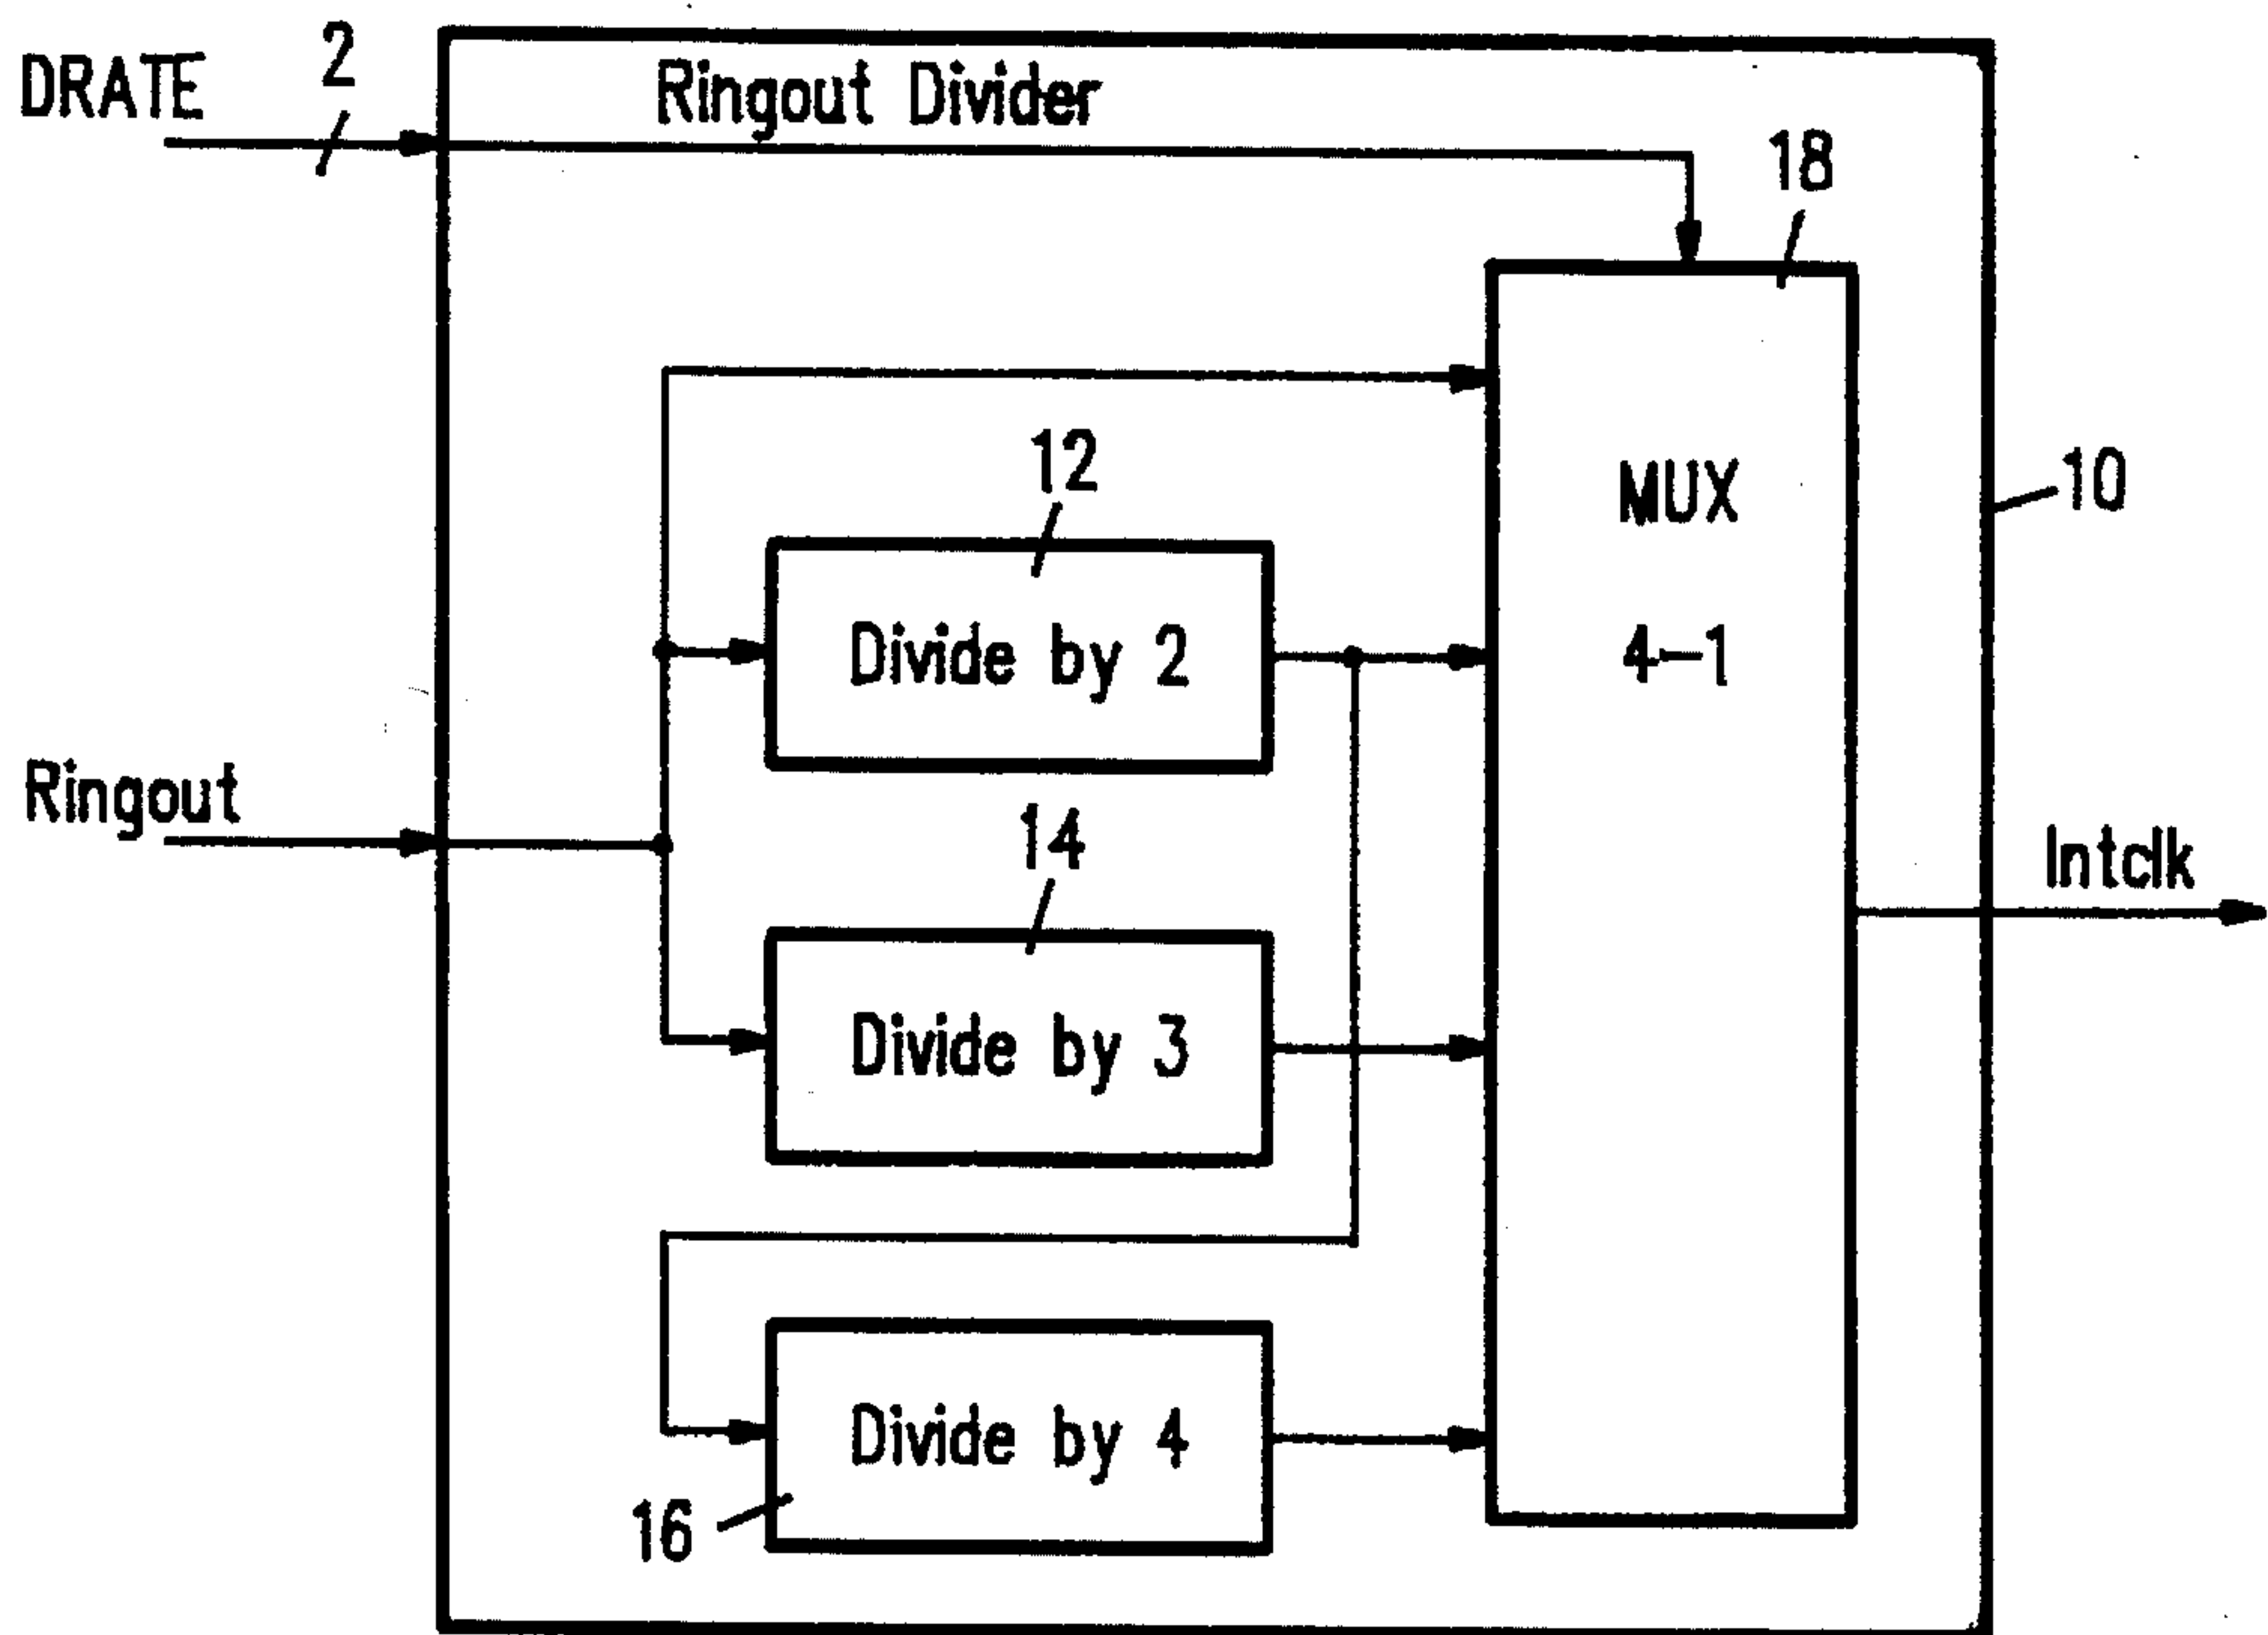 DRATE
2
Ringout Divider
18
12
MUX
4-1
10
Divide by 2
Ringout
14
Intclk
Divide by 3
Divide by 4
16